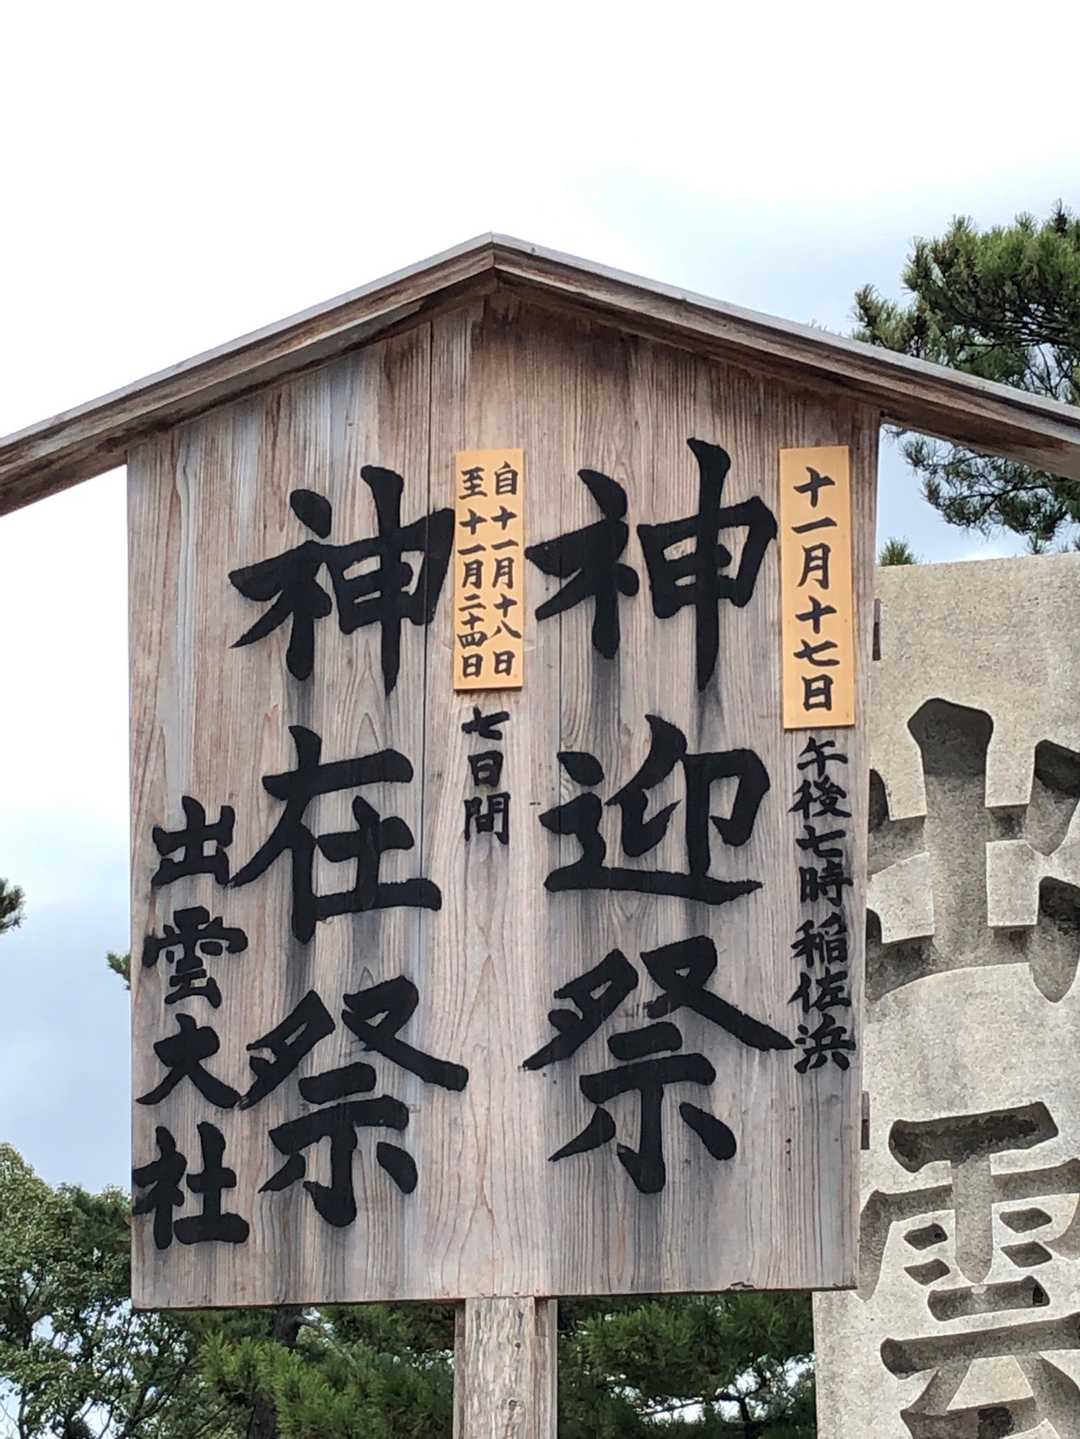 十一月十七日
午後七時稲佐浜
神迎祭
自十一月十八日
至十一月二十四日
七日間
神在祭
出雲大社
出雲